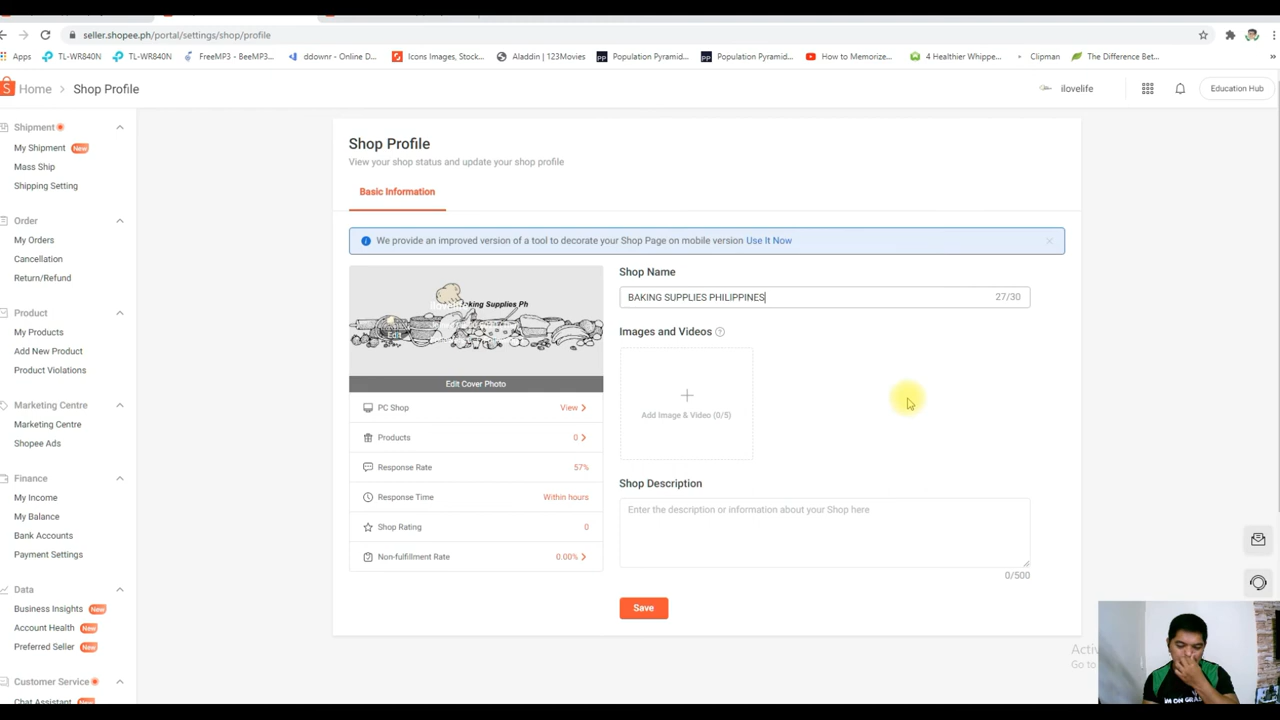 seller.shopee.ph/portal/settings/shop/profile
Apps TL-WR840N TL-WR840N FreeMP3 - BeeMP3... ddownr - Online D... Icons Images, Stock... Aladdin | 123Movies Population Pyramid... Population Pyramid... How to Memorize... 4 Healthier Whippe... Clipman The Difference Bet... »
Home > Shop Profile ilovelife Education Hub
Shipment
My Shipment New
Mass Ship
Shipping Setting
Order
My Orders
Cancellation
Return/Refund
Product
My Products
Add New Product
Product Violations
Marketing Centre
Marketing Centre
Shopee Ads
Finance
My Income
My Balance
Bank Accounts
Payment Settings
Data
Business Insights New
Account Health New
Preferred Seller New
Customer Service
Chat Assistant New
Shop Profile
View your shop status and update your shop profile
Basic Information
We provide an improved version of a tool to decorate your Shop Page on mobile version Use It Now
Supplies Ph
Edit
Edit Cover Photo
PC Shop View
Products 0
Response Rate 57%
Response Time Within hours
Shop Rating 0
Non-fulfillment Rate 0.00%
Shop Name
BAKING SUPPLIES PHILIPPINES 27/30
Images and Videos
Add Image & Video (0/5)
Shop Description
Enter the description or information about your Shop here
0/500
Save
Go to